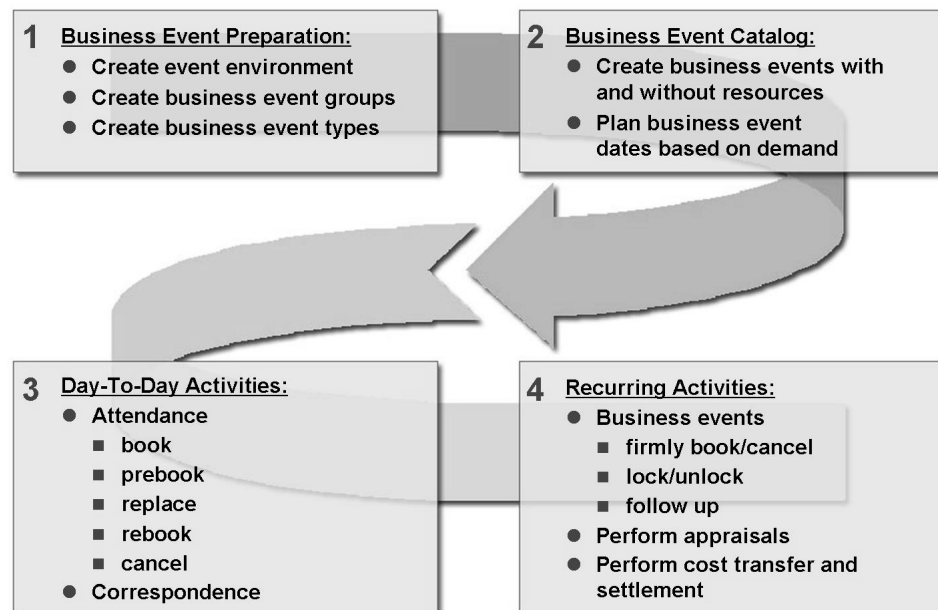 1 Business Event Preparation:
● Create event environment
● Create business event groups
● Create business event types
2 Business Event Catalog:
● Create business events with
and without resources
● Plan business event
dates based on demand
3 Day-To-Day Activities:
● Attendance
■ book
■ prebook
■ replace
■ rebook
■ cancel
● Correspondence
4 Recurring Activities:
● Business events
■ firmly book/cancel
■ lock/unlock
■ follow up
● Perform appraisals
● Perform cost transfer and
settlement